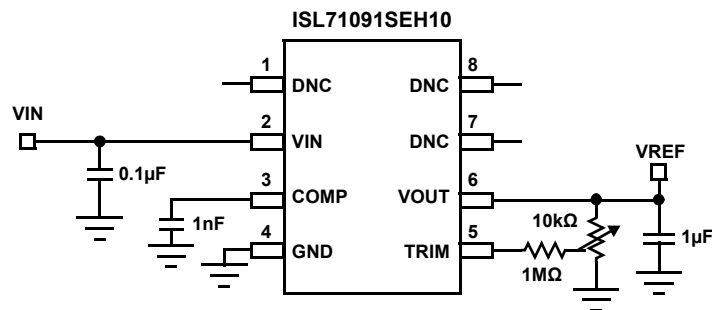 ISL71091SEH10
1
DNC
8
DNC
VIN
2
VIN
7
DNC
VREF
0.1µF
3
COMP
6
VOUT
1nF
10kΩ
1µF
4
GND
5
TRIM
1MΩ